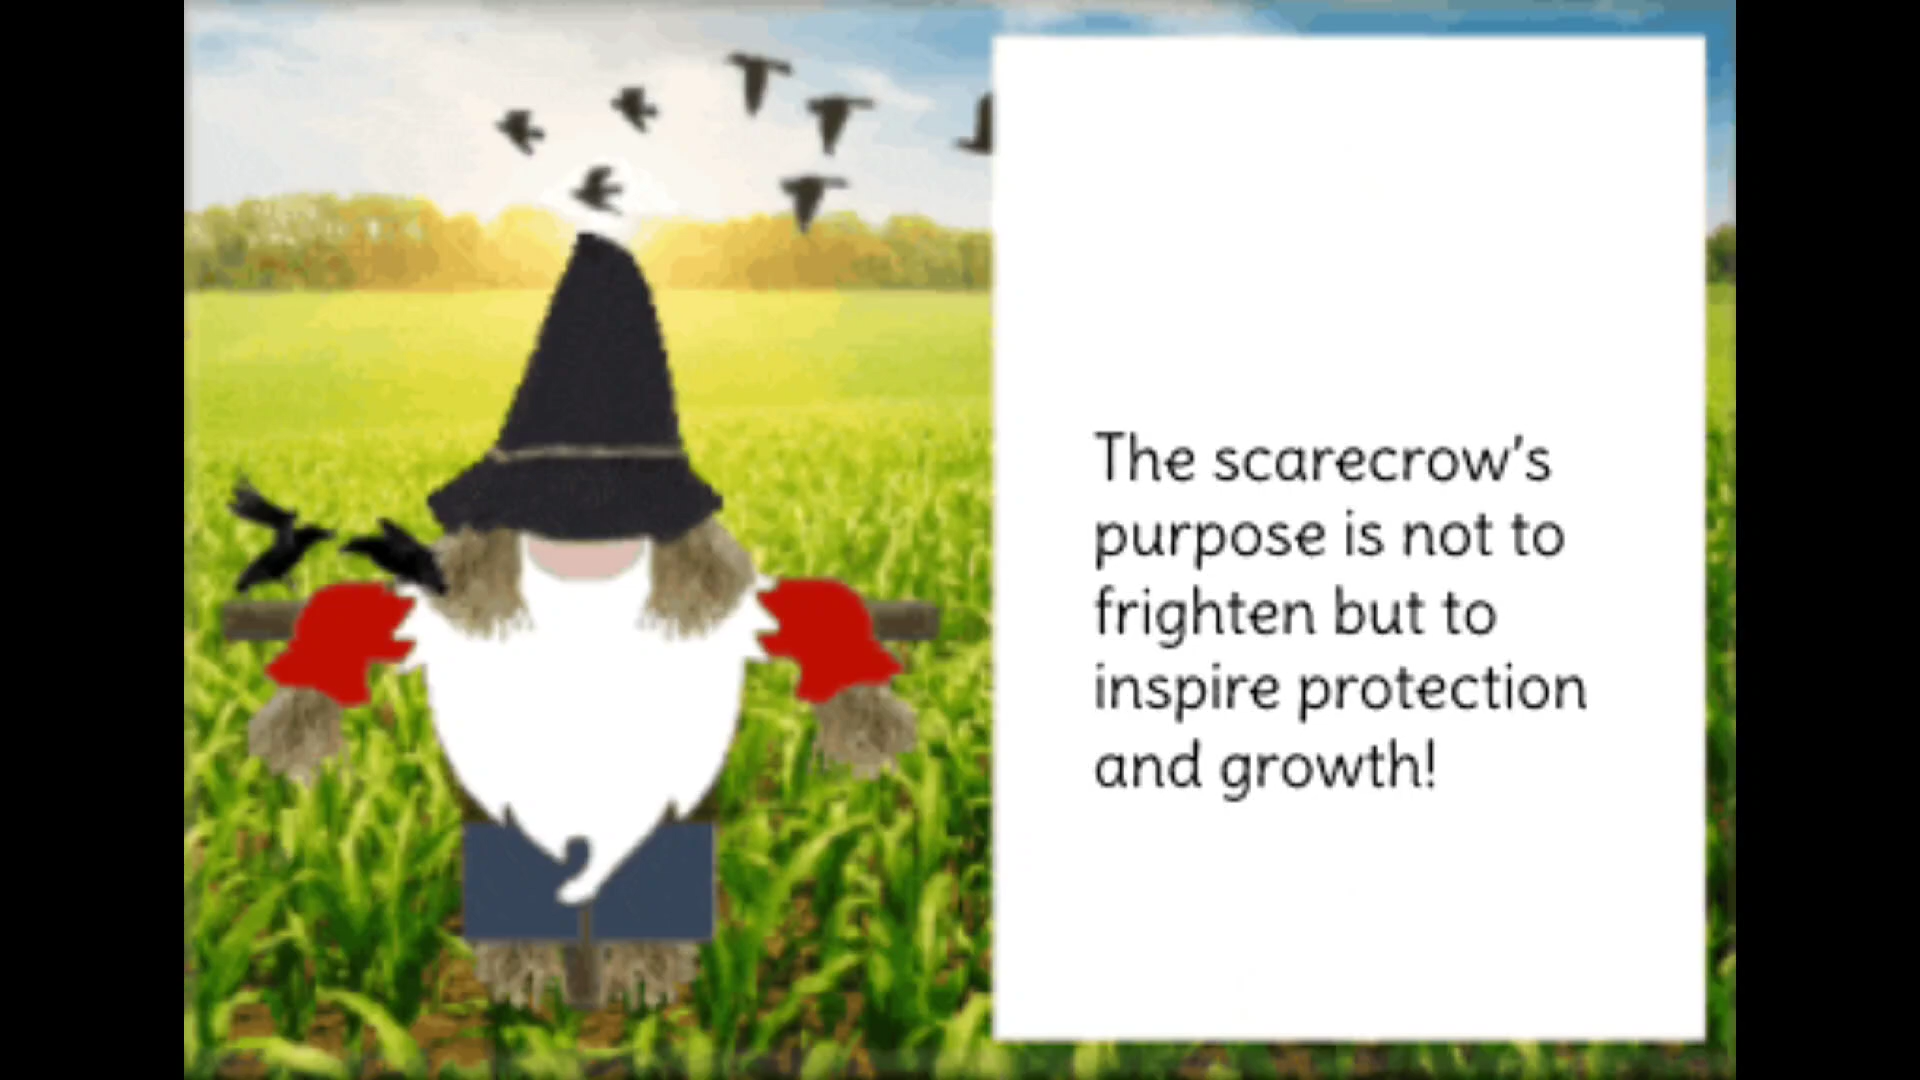 The scarecrow’s
purpose is not to
frighten but to
inspire protection
and growth!